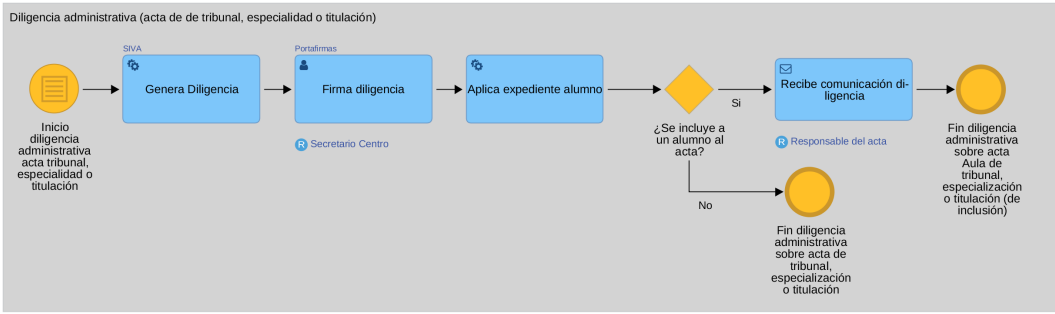 Diligencia administrativa (acta de de tribunal, especialidad o titulación)
SIVA
Genera Diligencia
Portafirmas
Firma diligencia
R Secretario Centro
Aplica expediente alumno
Inicio
diligencia
administrativa
acta tribunal,
especialidad o
titulación
¿Se incluye a
un alumno al
acta?
Si
No
Recibe comunicación di-
ligencia
R Responsable del acta
Fin diligencia
administrativa
sobre acta de
tribunal,
especialización
o titulación
Fin diligencia
administrativa
sobre acta
Aula de
tribunal,
especialización
o titulación (de
inclusión)